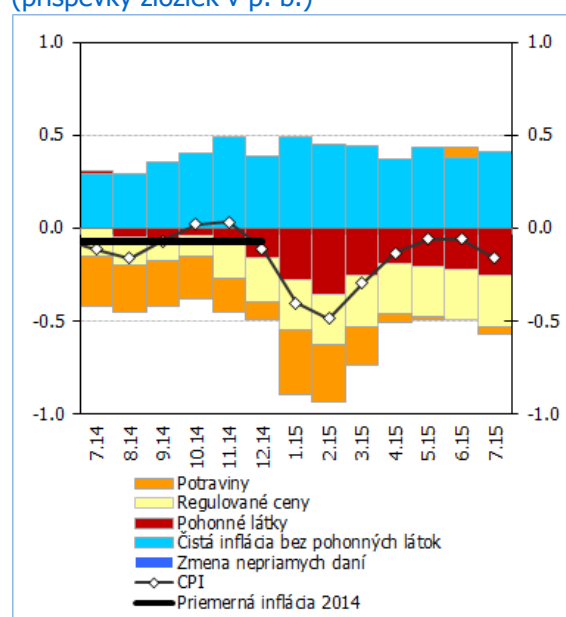 (príspevky zložiek v p. b.)
1.0 1.0
0.5 0.5
0.0 0.0
-0.5 -0.5
-1.0 -1.0
7.14 8.14 9.14 10.14 11.14 12.14 1.15 2.15 3.15 4.15 5.15 6.15 7.15
Potraviny
Regulované ceny
Pohonné látky
Čistá inflácia bez pohonných látok
Zmena nepriamych daní
CPI
Priemerná inflácia 2014